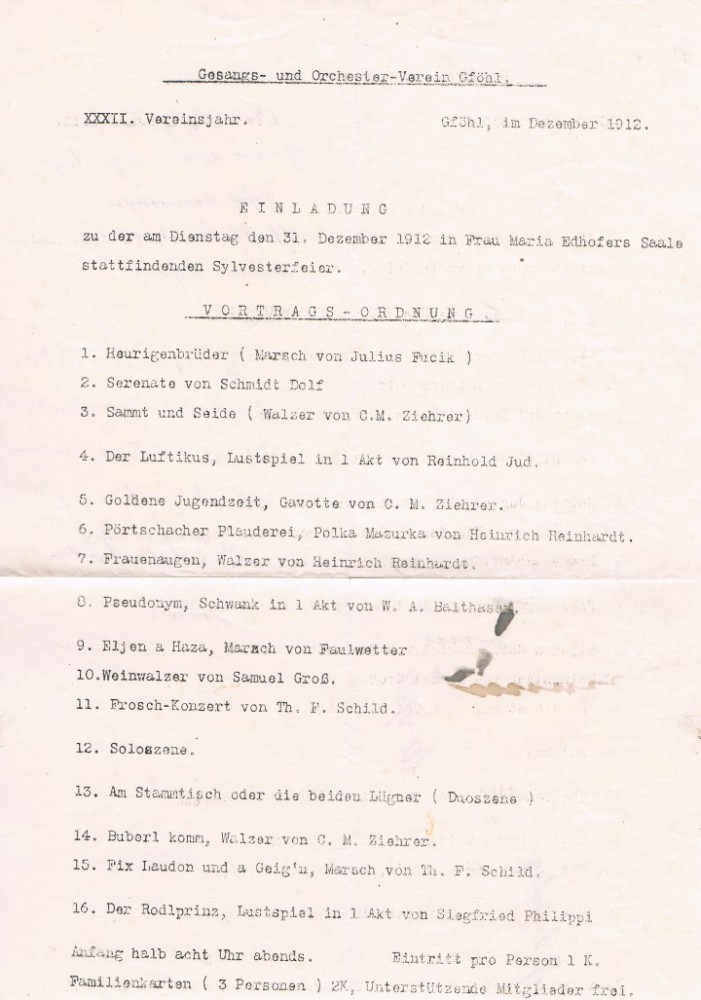 Gesangs- und Orchester-Verein Gföhl.
XXXII. Vereinsjahr. Gföhl, im Dezember 1912.
EINLADUNG
zu der am Dienstag den 31. Dezember 1912 in Frau Maria Edhofers Saale
stattfindenden Sylvesterfeier.
VORTRAGS-ORDNUNG.
1. Heurigenbrüder ( Marsch von Julius Fucik )
2. Serenate von Schmidt Dolf
3. Sammt und Seide ( Walzer von C.M. Ziehrer)
4. Der Luftikus, Lustspiel in 1 Akt von Reinhold Jud.
5. Goldene Jugendzeit, Gavotte von C. M. Ziehrer.
6. Pörtschacher Plauderei, Polka Mazurka von Heinrich Reinhardt.
7. Frauenaugen, Walzer von Heinrich Reinhardt.
8. Pseudonym, Schwank in 1 Akt von W. A. Balthasar.
9. Eljen a Haza, Marsch von Faulwetter
10.Weinwalzer von Samuel Groß.
11. Frosch-Konzert von Th. F. Schild.
12. Soloszene.
13. Am Stammtisch oder die beiden Lügner ( Duoszene )
14. Buberl komm, Walzer von C. M. Ziehrer.
15. Fix Laudon und a Geig'n, Marsch von Th. F. Schild.
16. Der Rodlprinz, Lustspiel in 1 Akt von Siegfried Philippi
Anfang halb acht Uhr abends. Eintritt pro Person 1 K.
Familienkarten ( 3 Personen ) 2K, Unterstützende Mitglieder frei.